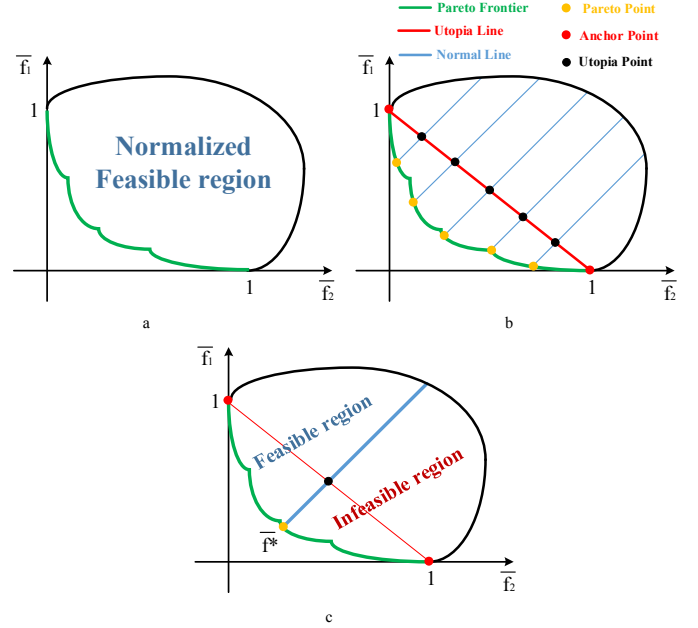 Pareto Frontier
Pareto Point
Utopia Line
Anchor Point
Normal Line
Utopia Point
f̅1
1
Normalized
Feasible region
1
f̅2
a
f̅1
1
1
f̅2
b
f̅1
1
Feasible region
Infeasible region
f̅*
1
f̅2
c